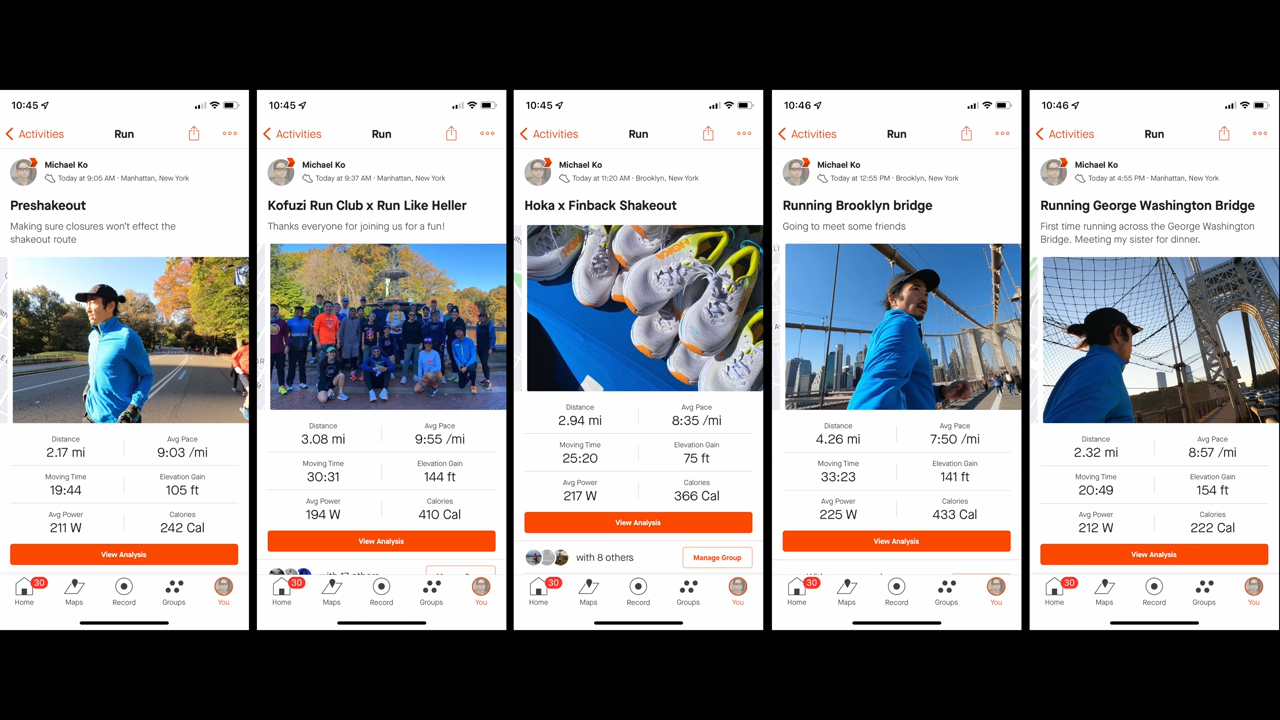 10:45
Activities
Run
Michael Ko
Today at 9:05 AM · Manhattan, New York
Preshakeout
Making sure closures won't effect the
shakeout route
Distance
2.17 mi
Avg Pace
9:03 /mi
Moving Time
19:44
Elevation Gain
105 ft
Avg Power
211 W
Calories
242 Cal
View Analysis
30
Home
Maps
Record
Groups
You
10:45
Activities
Run
Michael Ko
Today at 9:37 AM · Manhattan, New York
Kofuzi Run Club x Run Like Heller
Thanks everyone for joining us for a fun!
Distance
3.08 mi
Avg Pace
9:55 /mi
Moving Time
30:31
Elevation Gain
144 ft
Avg Power
194 W
Calories
410 Cal
View Analysis
30
Home
Maps
Record
Groups
You
10:45
Activities
Run
Michael Ko
Today at 11:20 AM · Brooklyn, New York
Hoka x Finback Shakeout
Distance
2.94 mi
Avg Pace
8:35 /mi
Moving Time
25:20
Elevation Gain
75 ft
Avg Power
217 W
Calories
366 Cal
View Analysis
with 8 others
Manage Group
30
Home
Maps
Record
Groups
You
10:46
Activities
Run
Michael Ko
Today at 12:55 PM · Brooklyn, New York
Running Brooklyn bridge
Going to meet some friends
Distance
4.26 mi
Avg Pace
7:50 /mi
Moving Time
33:23
Elevation Gain
141 ft
Avg Power
225 W
Calories
433 Cal
View Analysis
30
Home
Maps
Record
Groups
You
10:46
Activities
Run
Michael Ko
Today at 4:55 PM · Manhattan, New York
Running George Washington Bridge
First time running across the George Washington
Bridge. Meeting my sister for dinner.
Distance
2.32 mi
Avg Pace
8:57 /mi
Moving Time
20:49
Elevation Gain
154 ft
Avg Power
212 W
Calories
222 Cal
View Analysis
30
Home
Maps
Record
Groups
You